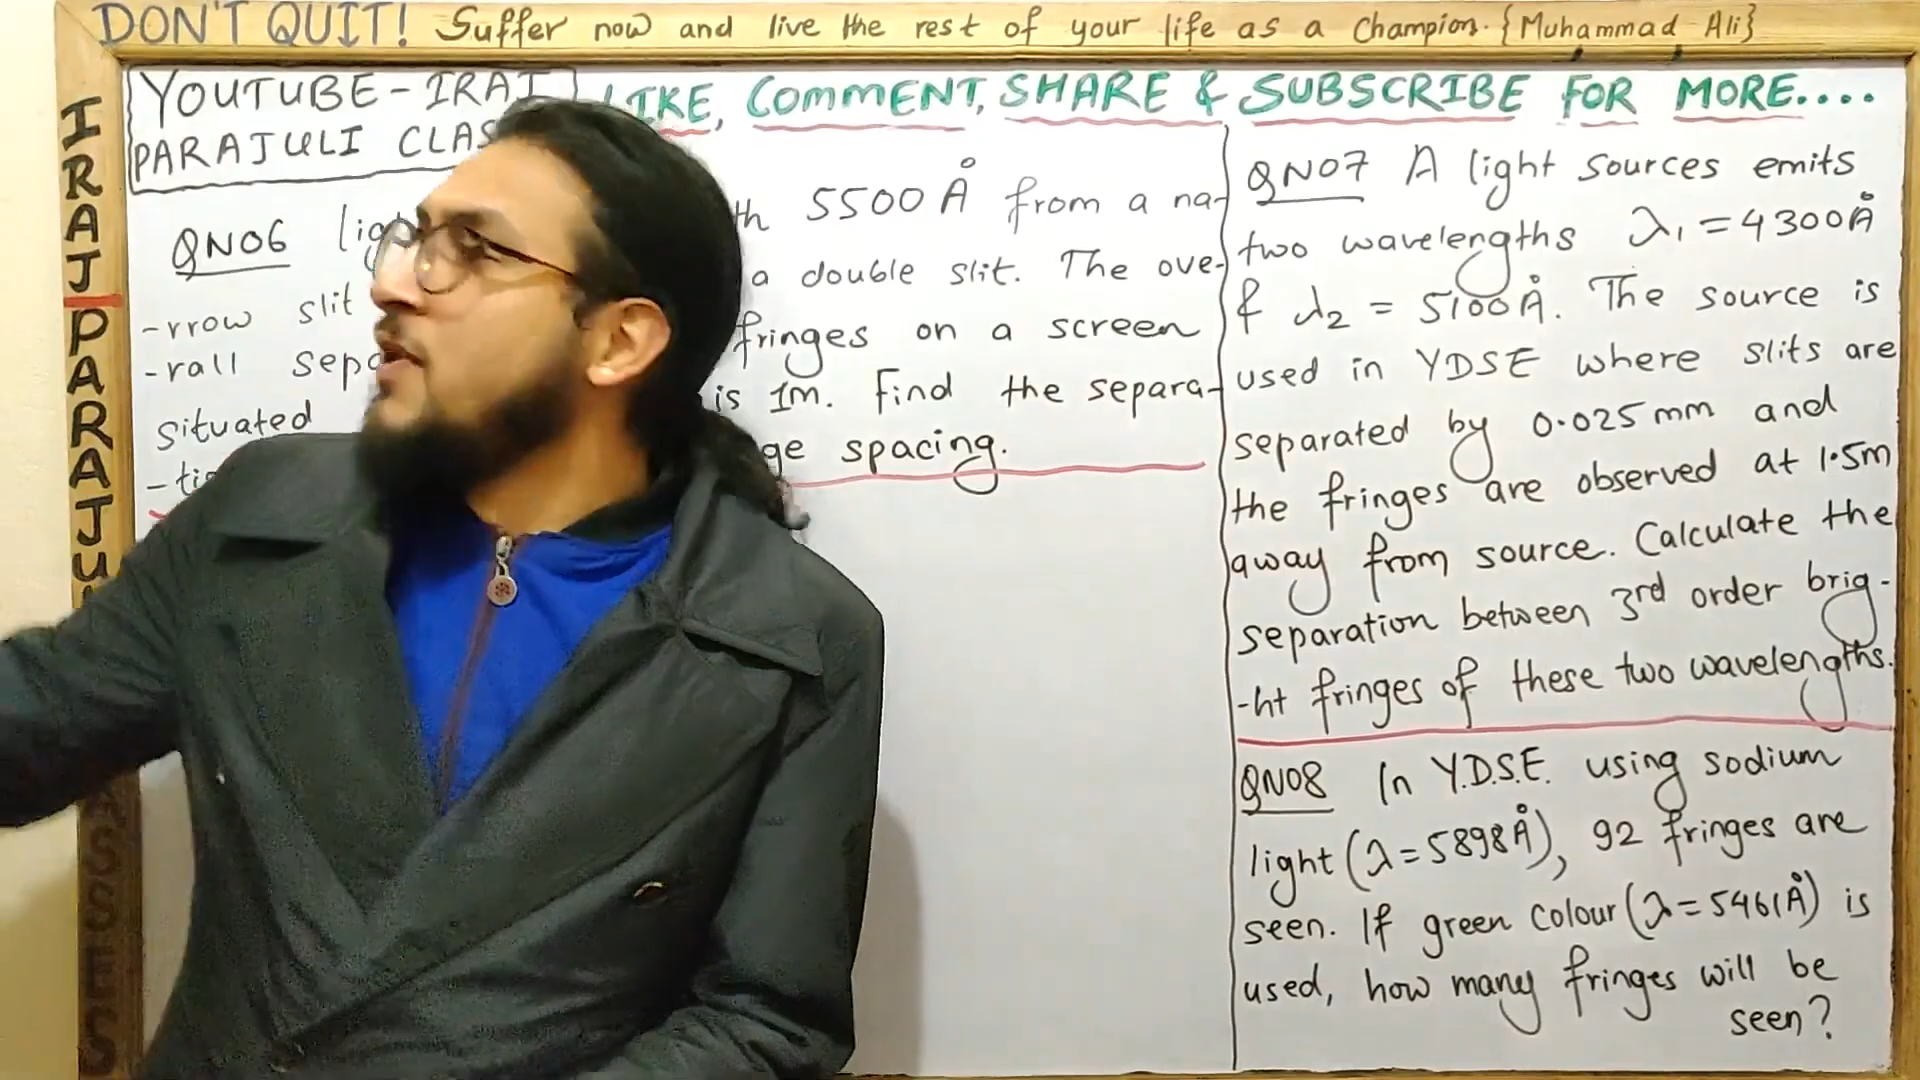 DON'T QUIT! Suffer now and live the rest of your life as a Champion. {Muhammad Ali}
IRAJ PARAJU
YOUTUBE - IRAJ
PARAJULI CLAS
LIKE, COMMENT, SHARE & SUBSCRIBE FOR MORE....
QN06 lig th 5500 Å from a na-
-rrow slit a double slit. The ove-
-rall sepa fringes on a screen
situated is 1m. Find the separa-
-tio ge spacing.
QN07 A light sources emits
two wavelengths λ₁ = 4300Å
& λ₂ = 5100Å. The source is
used in YDSE where slits are
separated by 0.025 mm and
the fringes are observed at 1.5m
away from source. Calculate the
separation between 3rd order brig-
-ht fringes of these two wavelengths.
QN08 In Y.D.S.E. using sodium
light (λ=5898Å), 92 fringes are
seen. If green colour (λ=5461Å) is
used, how many fringes will be
seen?